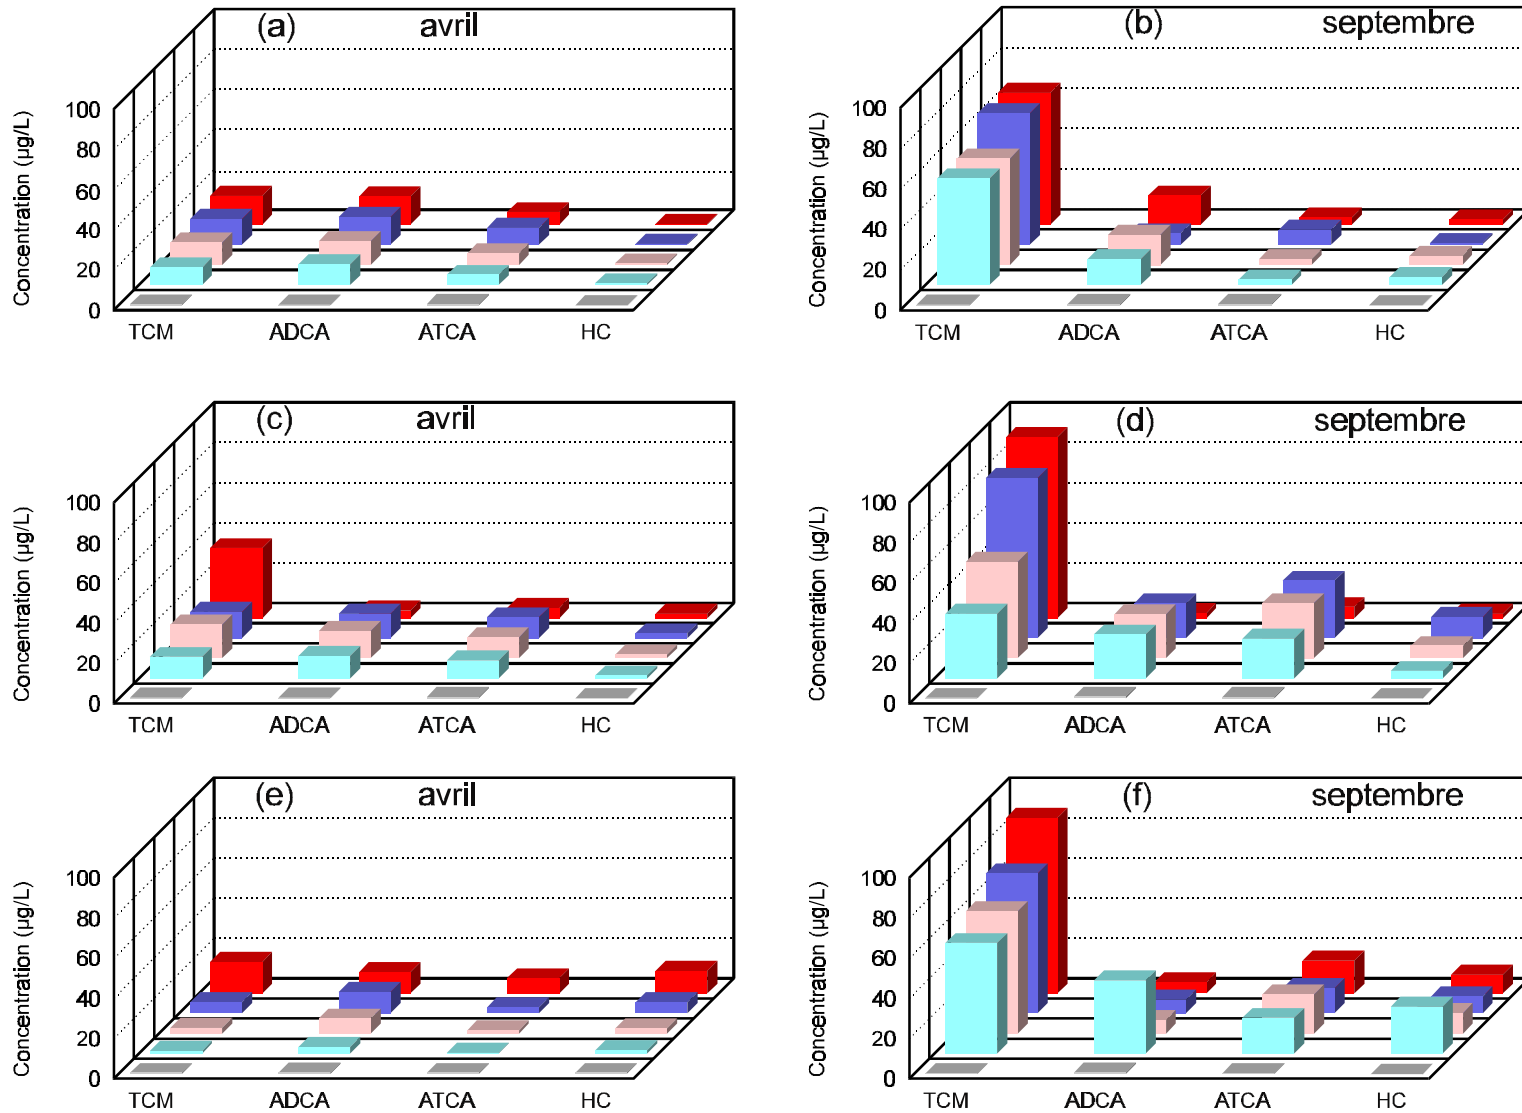 (a) avril
Concentration (µg/L)
100
80
60
40
20
0
TCM ADCA ATCA HC
(b) septembre
Concentration (µg/L)
100
80
60
40
20
0
TCM ADCA ATCA HC
(c) avril
Concentration (µg/L)
100
80
60
40
20
0
TCM ADCA ATCA HC
(d) septembre
Concentration (µg/L)
100
80
60
40
20
0
TCM ADCA ATCA HC
(e) avril
Concentration (µg/L)
100
80
60
40
20
0
TCM ADCA ATCA HC
(f) septembre
Concentration (µg/L)
100
80
60
40
20
0
TCM ADCA ATCA HC